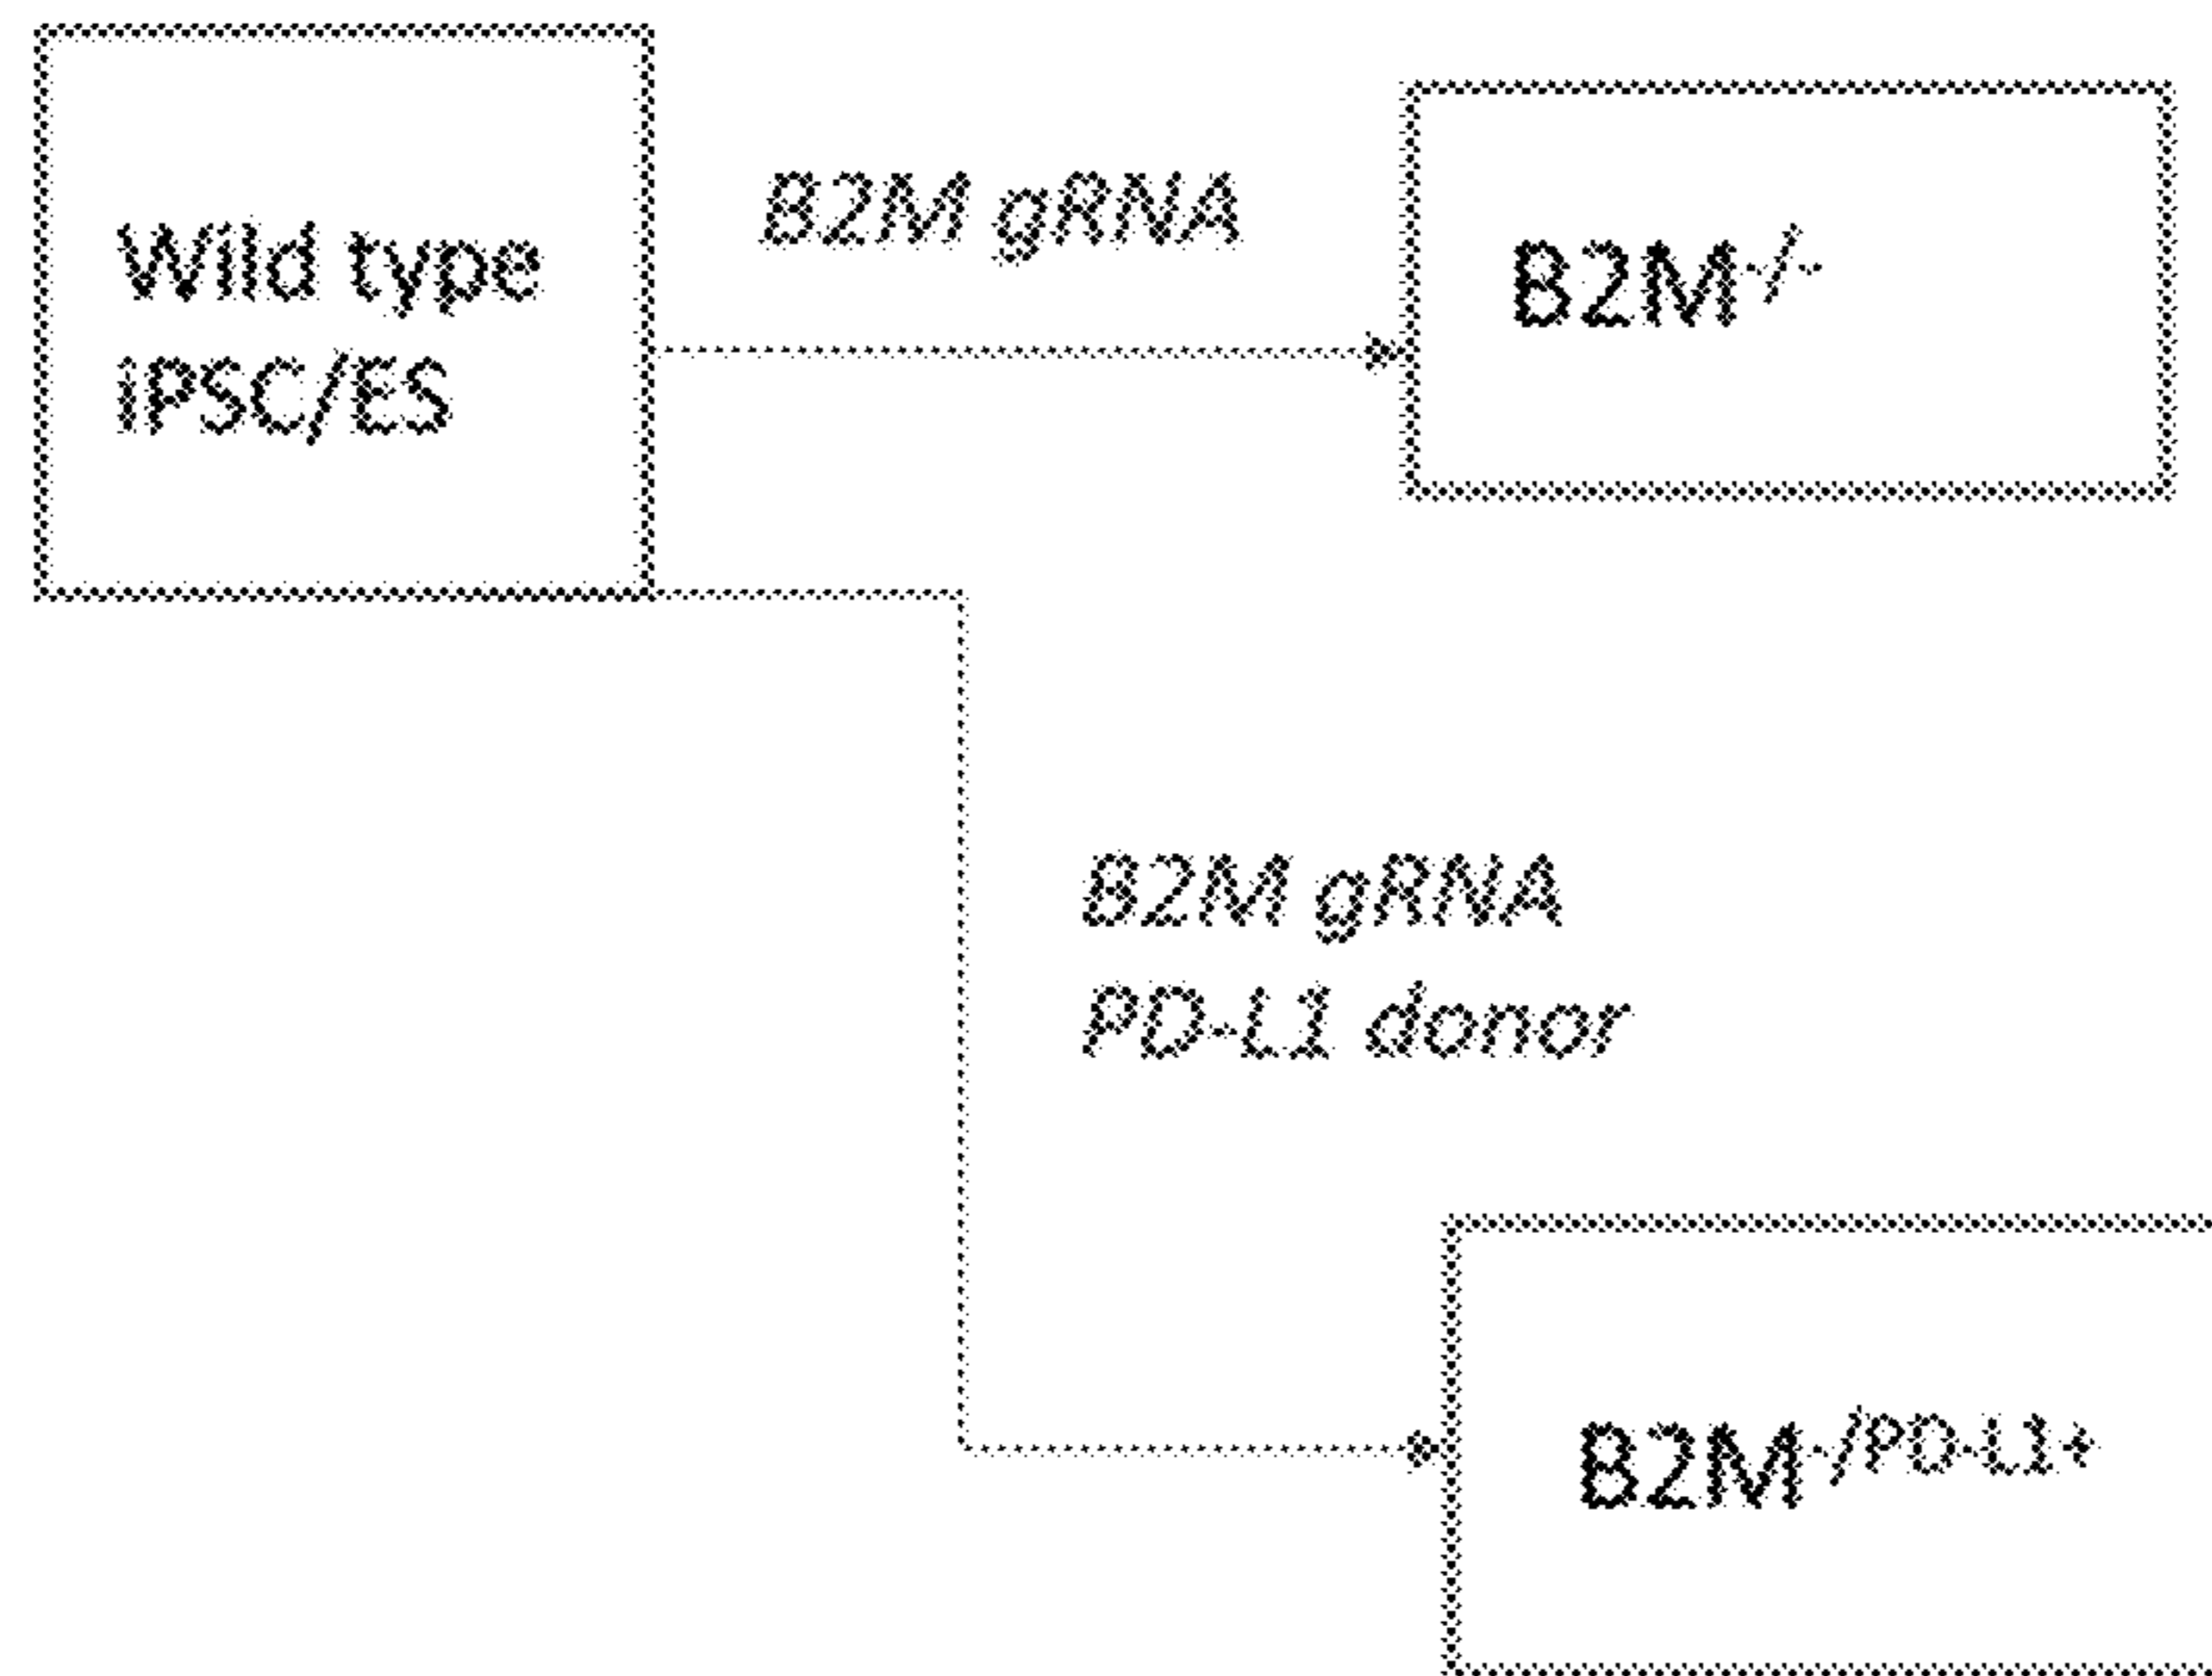 Wild type
iPSC/ES
B2M gRNA
B2M-/-
B2M gRNA
PD-L1 donor
B2M-/PD-L1+